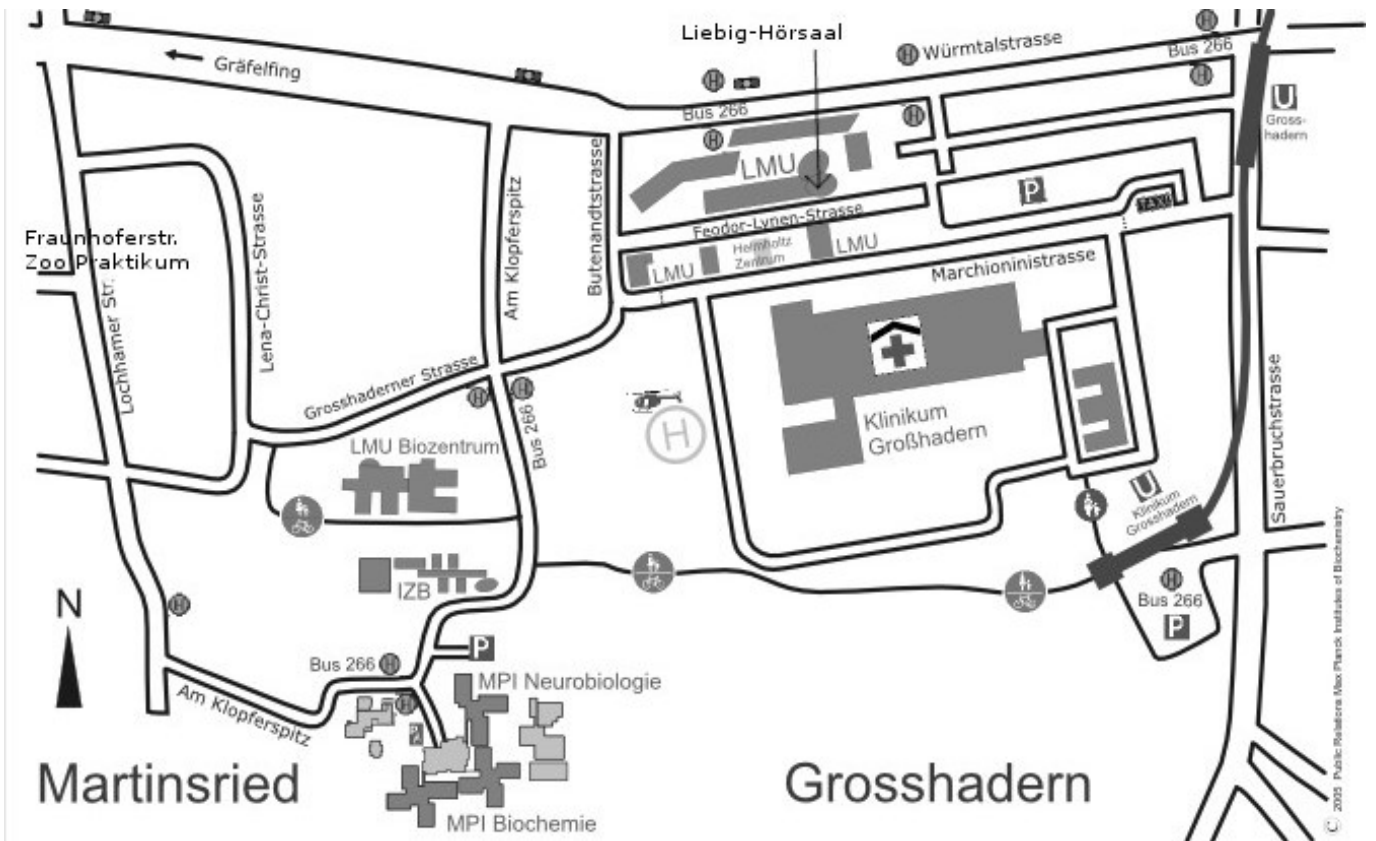 Liebig-Hörsaal
H
Würmtalstrasse
H
Bus 266
H
Gräfelfing
H
Bus 266
H
H
U
Gross-
hadern
LMU
P
TAXI
Feodor-Lynen-Strasse
Fraunhoferstr.
Zoo Praktikum
Lochhamer Str.
Lena-Christ-Strasse
Am Klopferspitz
Butenandtstrasse
LMU
Helmholtz
Zentrum
LMU
Marchioninistrasse
Grosshaderner Strasse
H
H
Bus 266
H
Klinikum
Großhadern
Sauerbruchstrasse
LMU Biozentrum
U
Klinikum
Grosshadern
IZB
N
H
H
Bus 266
P
P
Bus 266 H
MPI Neurobiologie
H
P
Am Klopferspitz
Martinsried
Grosshadern
MPI Biochemie
© 2005 Public Relations Max Planck Institutes of Biochemistry